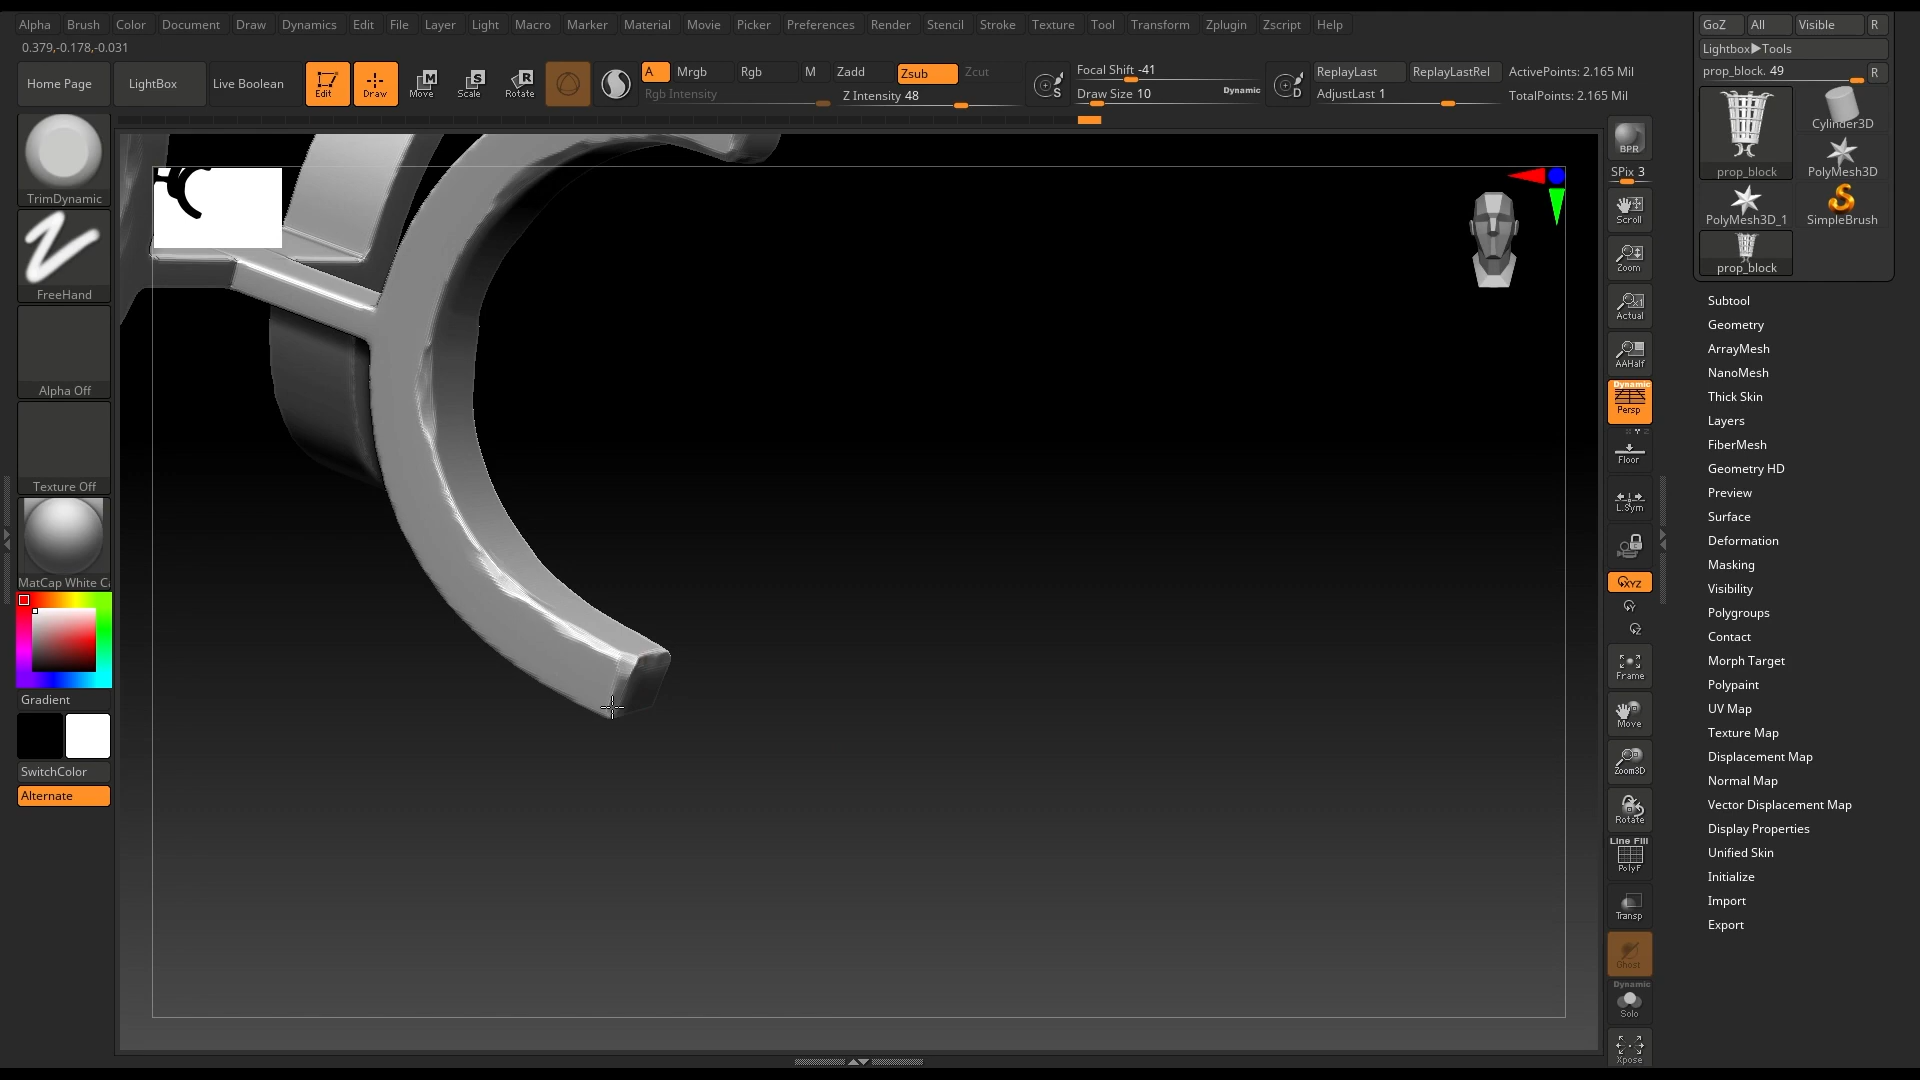 Alpha Brush Color Document Draw Dynamics Edit File Layer Light Macro Marker Material Movie Picker Preferences Render Stencil Stroke Texture Tool Transform Zplugin Zscript Help
0.379,-0.178,-0.031
Home Page
LightBox
Live Boolean
Edit
Draw
M
Move
S
Scale
R
Rotate
A Mrgb Rgb M
Rgb Intensity
Zadd Zsub Zcut
Z Intensity 48
S
Focal Shift -41
Draw Size 10
Dynamic
D
ReplayLast
ReplayLastRel
AdjustLast 1
ActivePoints: 2.165 Mil
TotalPoints: 2.165 Mil
TrimDynamic
FreeHand
Alpha Off
Texture Off
MatCap White Ca
Gradient
SwitchColor
Alternate
BPR
SPix 3
Scroll
Zoom
Actual
AAHalf
Dynamic
Persp
Floor
L.Sym
XYZ
Y
Z
Frame
Move
Zoom3D
Rotate
Line Fill
PolyF
Transp
Ghost
Dynamic
Solo
Xpose
GoZ All Visible R
Lightbox▶Tools
prop_block. 49 R
prop_block
Cylinder3D
PolyMesh3D
PolyMesh3D_1
SimpleBrush
prop_block
Subtool
Geometry
ArrayMesh
NanoMesh
Thick Skin
Layers
FiberMesh
Geometry HD
Preview
Surface
Deformation
Masking
Visibility
Polygroups
Contact
Morph Target
Polypaint
UV Map
Texture Map
Displacement Map
Normal Map
Vector Displacement Map
Display Properties
Unified Skin
Initialize
Import
Export